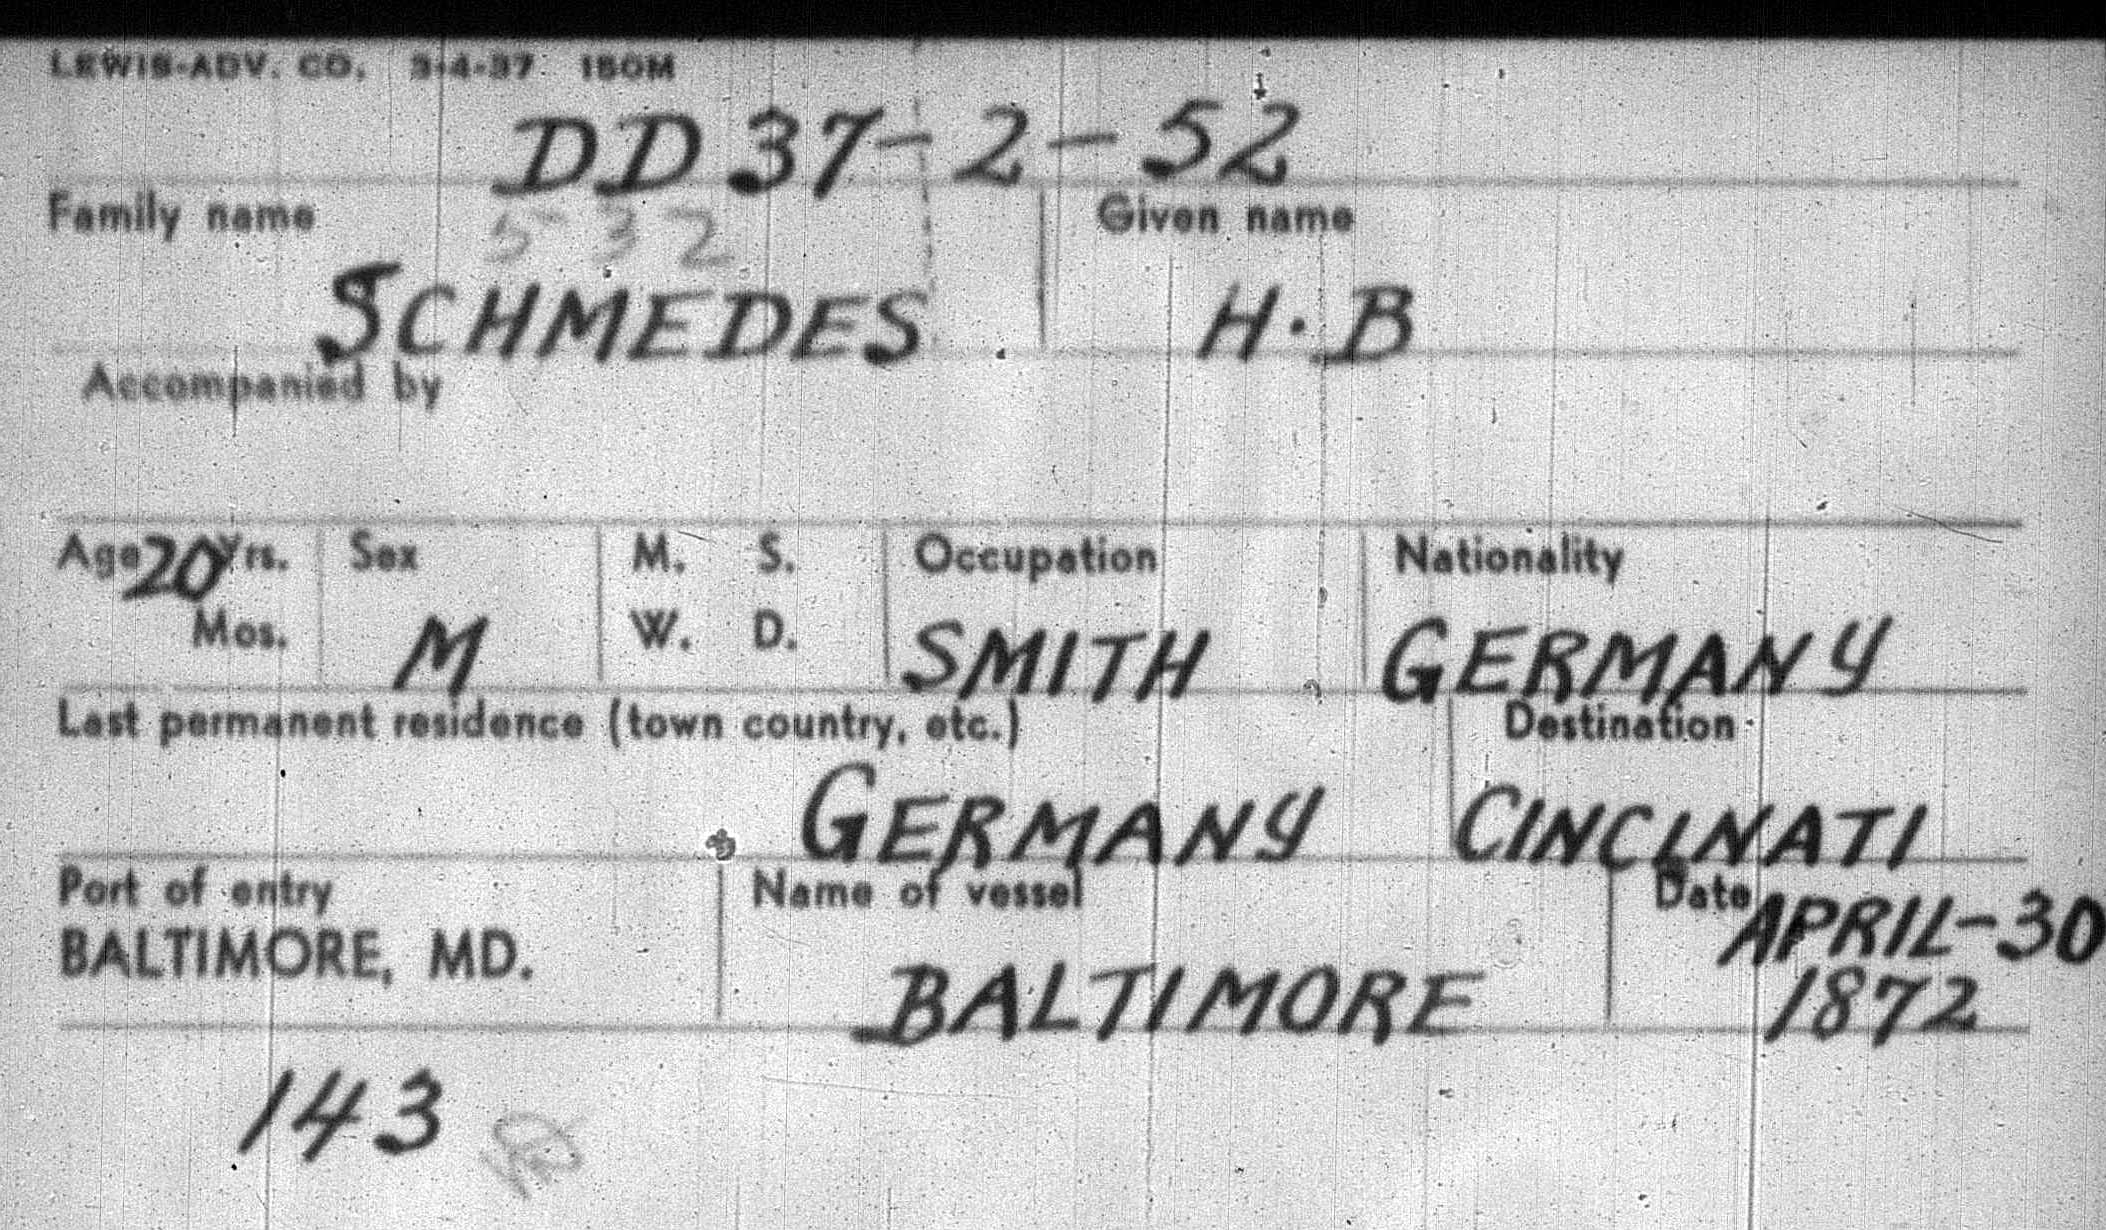 LEWIS-ADV. CO. 3-4-37 150M
DD 37-2-52
Family name Given name
532
SCHMEDES H.B
Accompanied by
Age 20 Yrs. Sex M. S. Occupation Nationality
Mos. M W. D. SMITH GERMANY
Last permanent residence (town country, etc.) Destination
GERMANY CINCINATI
Port of entry Name of vessel Date APRIL-30
BALTIMORE, MD. BALTIMORE 1872
143